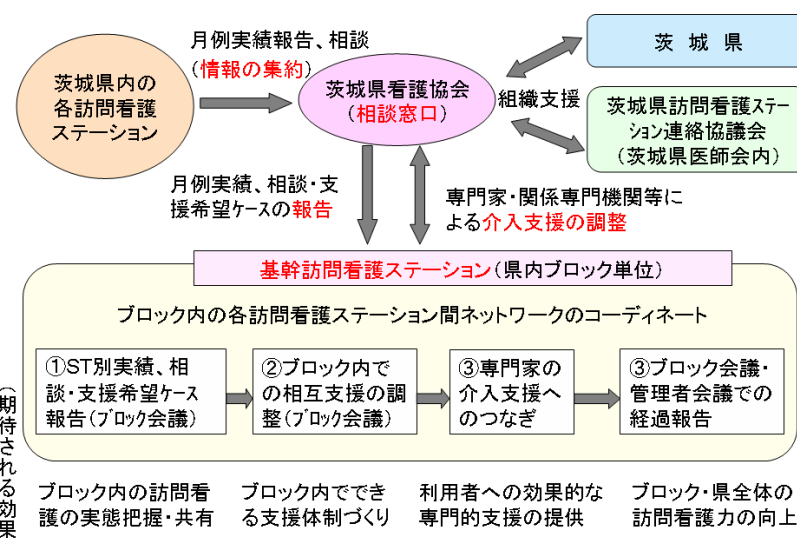 月例実績報告、相談
(情報の集約)
茨城県内の
各訪問看護
ステーション
茨城県看護協会
(相談窓口)
組織支援
茨城県
茨城県訪問看護ステー
ション連絡協議会
(茨城県医師会内)
月例実績、相談・支
援希望ケースの報告
専門家・関係専門機関等に
よる介入支援の調整
基幹訪問看護ステーション(県内ブロック単位)
ブロック内の各訪問看護ステーション間ネットワークのコーディネート
①ST別実績、相
談・支援希望ケース
報告(ブロック会議)
②ブロック内で
の相互支援の調
整(ブロック会議)
③専門家の
介入支援へ
のつなぎ
③ブロック会議・
管理者会議での
経過報告
(期待される効果
ブロック内の訪問看
護の実態把握・共有
ブロック内ででき
る支援体制づくり
利用者への効果的な
専門的支援の提供
ブロック・県全体の
訪問看護力の向上